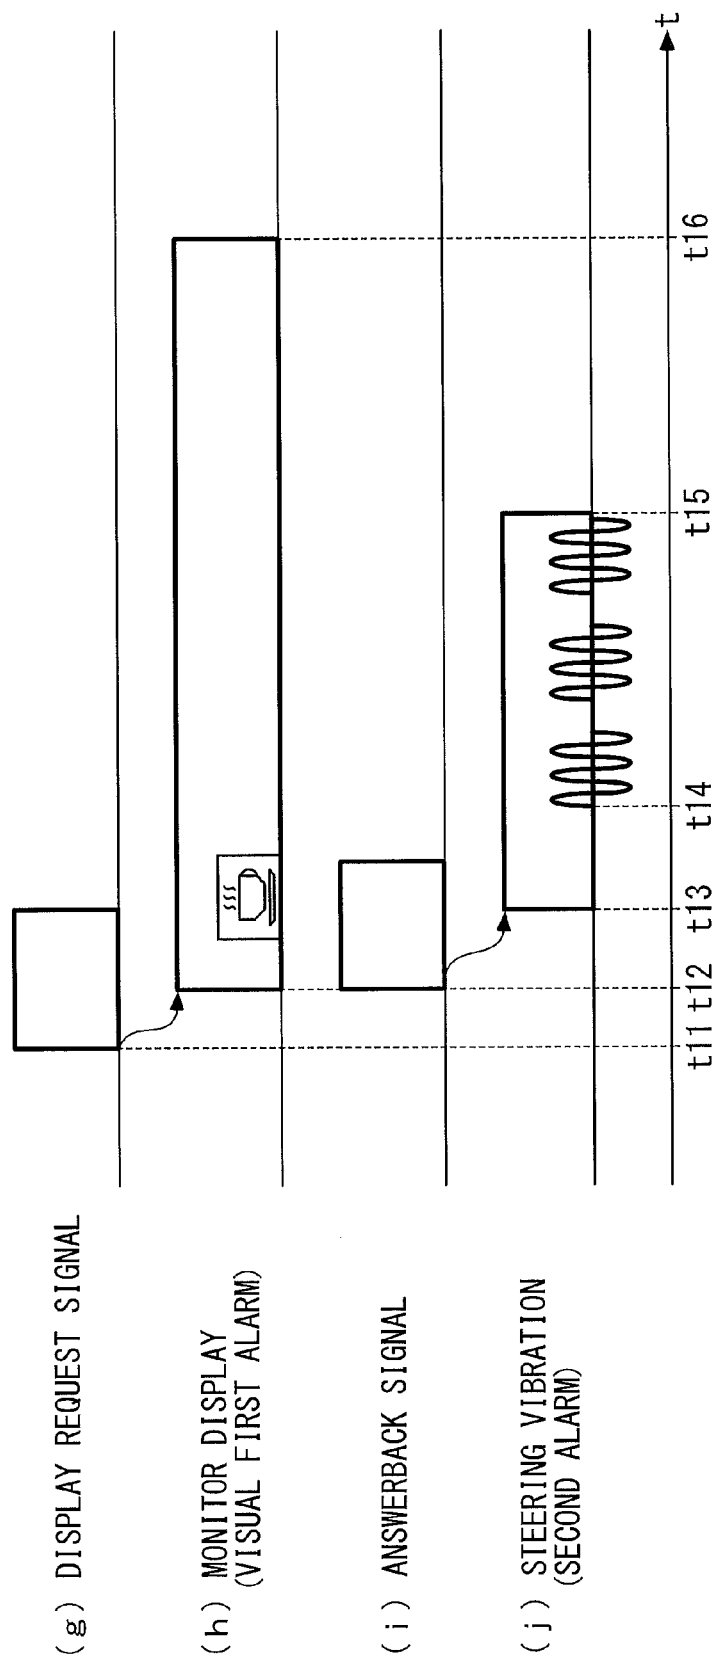 (g) DISPLAY REQUEST SIGNAL
(h) MONITOR DISPLAY
(VISUAL FIRST ALARM)
(i) ANSWERBACK SIGNAL
(j) STEERING VIBRATION
(SECOND ALARM)
t11 t12 t13 t14 t15 t16 t